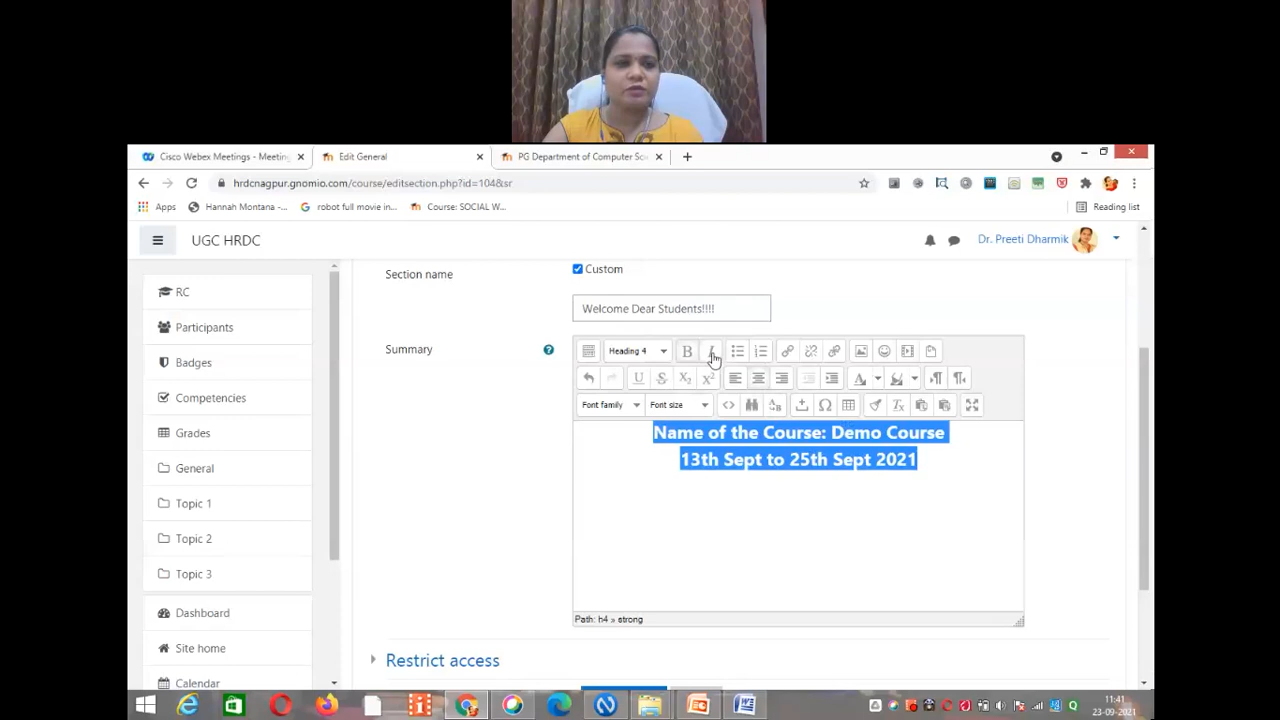 Cisco Webex Meetings - Meeting
Edit General
PG Department of Computer Sci
hrdcnagpur.gnomio.com/course/editsection.php?id=104&sr
Apps
Hannah Montana -...
robot full movie in...
Course: SOCIAL W...
Reading list
UGC HRDC
Dr. Preeti Dharmik
RC
Participants
Badges
Competencies
Grades
General
Topic 1
Topic 2
Topic 3
Dashboard
Site home
Calendar
Section name
Custom
Welcome Dear Students!!!!
Summary
Heading 4
Font family
Font size
Name of the Course: Demo Course
13th Sept to 25th Sept 2021
Path: h4 » strong
Restrict access
11:41
23-09-2021